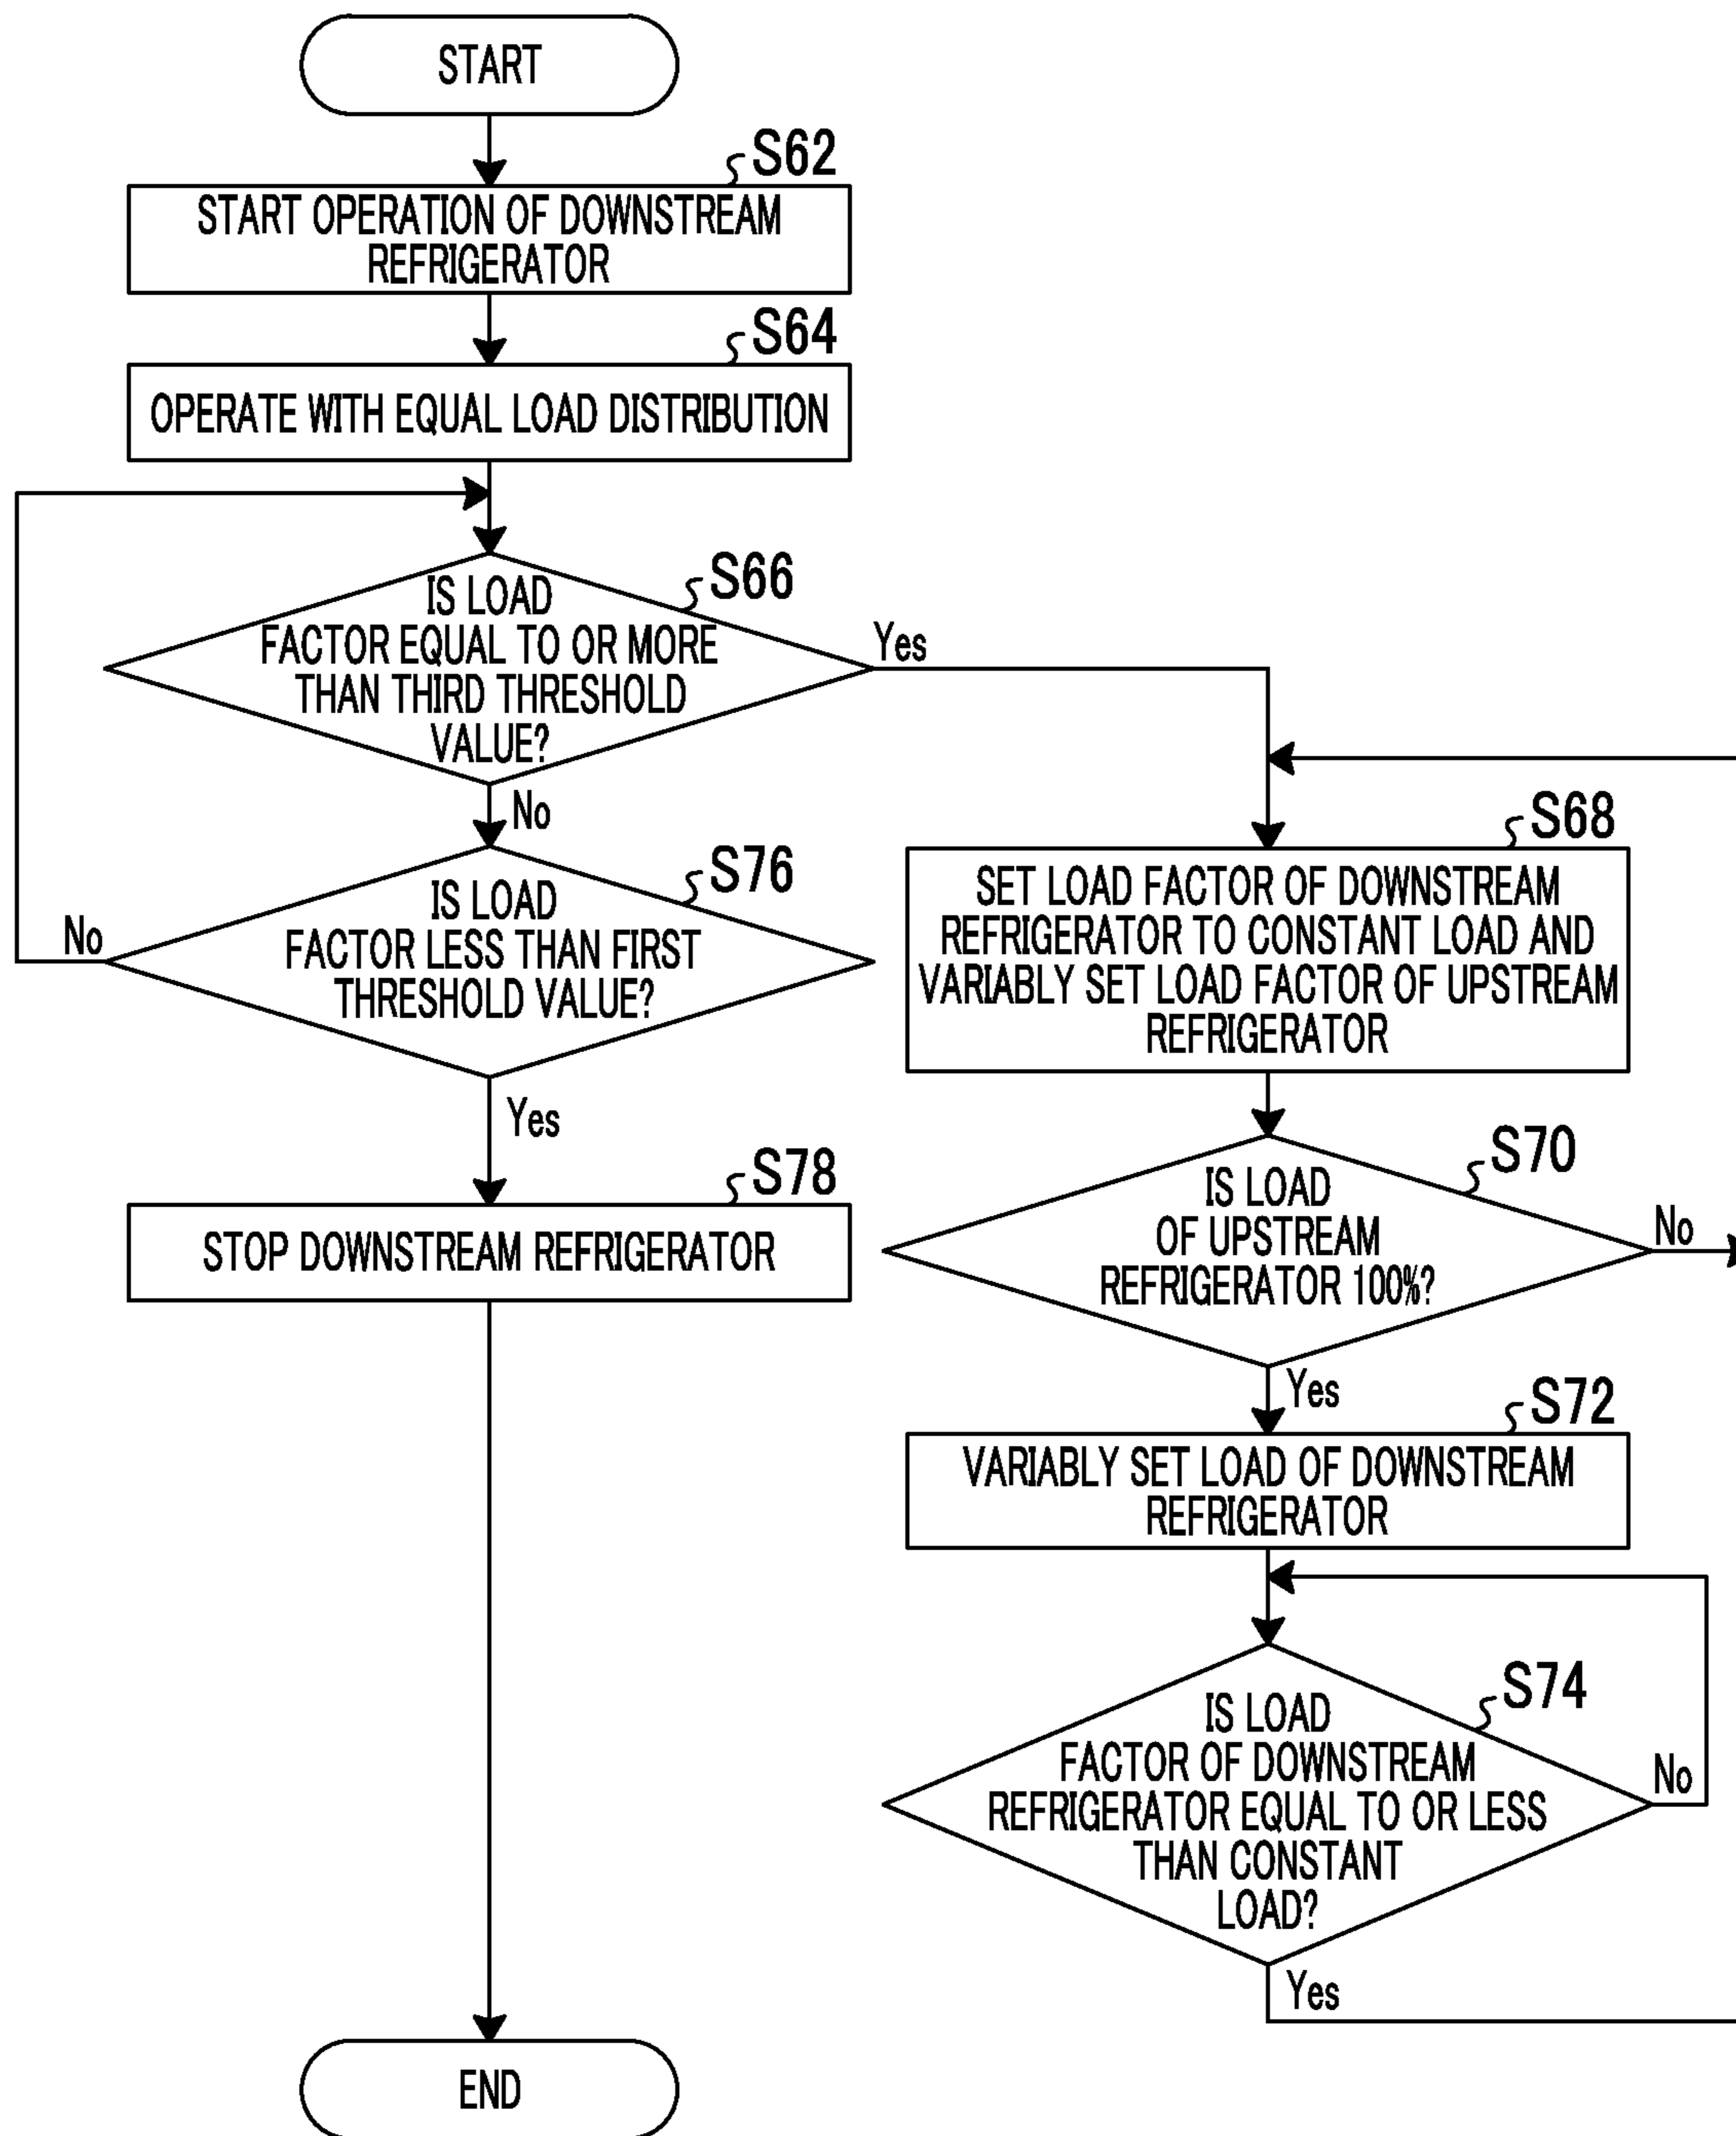 START
S62
START OPERATION OF DOWNSTREAM
REFRIGERATOR
S64
OPERATE WITH EQUAL LOAD DISTRIBUTION
S66
IS LOAD
FACTOR EQUAL TO OR MORE
THAN THIRD THRESHOLD
VALUE?
Yes
No
S76
IS LOAD
FACTOR LESS THAN FIRST
THRESHOLD VALUE?
No
Yes
S78
STOP DOWNSTREAM REFRIGERATOR
END
S68
SET LOAD FACTOR OF DOWNSTREAM
REFRIGERATOR TO CONSTANT LOAD AND
VARIABLY SET LOAD FACTOR OF UPSTREAM
REFRIGERATOR
S70
IS LOAD
OF UPSTREAM
REFRIGERATOR 100%?
No
Yes
S72
VARIABLY SET LOAD OF DOWNSTREAM
REFRIGERATOR
S74
IS LOAD
FACTOR OF DOWNSTREAM
REFRIGERATOR EQUAL TO OR LESS
THAN CONSTANT
LOAD?
No
Yes